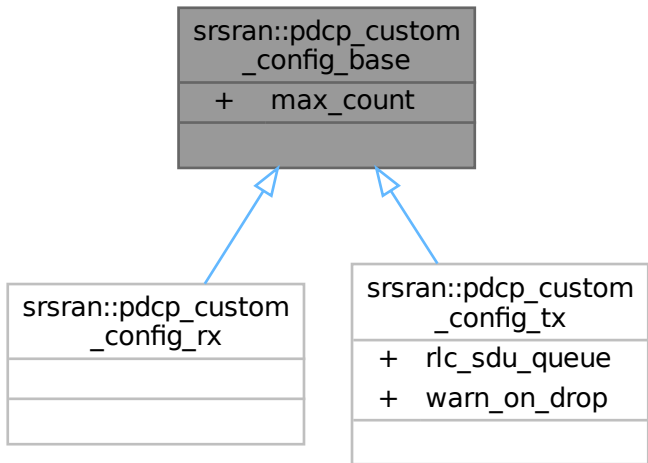 srsran::pdcp_custom
_config_base
+ max_count
srsran::pdcp_custom
_config_rx
srsran::pdcp_custom
_config_tx
+ rlc_sdu_queue
+ warn_on_drop